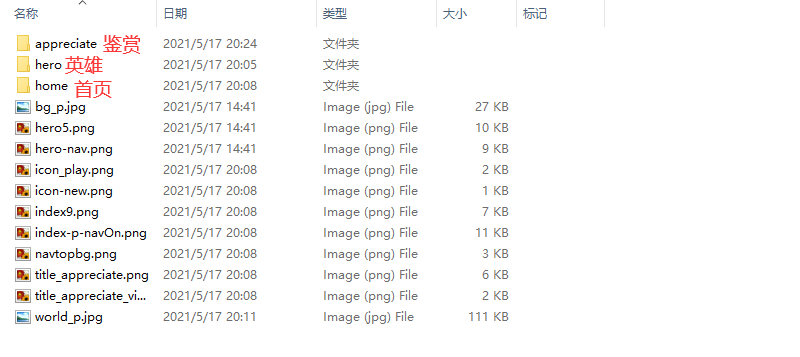 名称 日期 类型 大小 标记
appreciate 鉴赏 2021/5/17 20:24 文件夹
hero 英雄 2021/5/17 20:05 文件夹
home 首页 2021/5/17 20:08 文件夹
bg_p.jpg 2021/5/17 14:41 Image (jpg) File 27 KB
hero5.png 2021/5/17 14:41 Image (png) File 10 KB
hero-nav.png 2021/5/17 14:41 Image (png) File 9 KB
icon_play.png 2021/5/17 20:08 Image (png) File 2 KB
icon-new.png 2021/5/17 20:08 Image (png) File 1 KB
index9.png 2021/5/17 20:08 Image (png) File 7 KB
index-p-navOn.png 2021/5/17 20:08 Image (png) File 11 KB
navtopbg.png 2021/5/17 20:08 Image (png) File 3 KB
title_appreciate.png 2021/5/17 20:08 Image (png) File 6 KB
title_appreciate_vi... 2021/5/17 20:08 Image (png) File 2 KB
world_p.jpg 2021/5/17 20:11 Image (jpg) File 111 KB